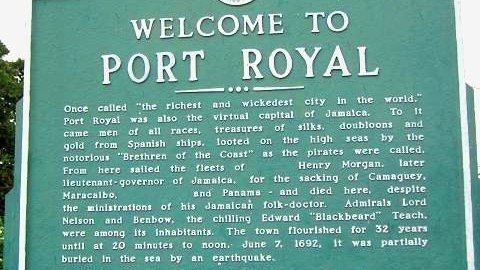 WELCOME TO
PORT ROYAL
Once called "the richest and wickedest city in the world,"
Port Royal was also the virtual capital of Jamaica. To it
came men of all races, treasures of silks, doubloons and
gold from Spanish ships, looted on the high seas by the
notorious "Brethren of the Coast" as the pirates were called.
From here sailed the fleets of Henry Morgan, later
lieutenant-governor of Jamaica, for the sacking of Camaguey,
Maracaibo, and Panama - and died here, despite
the ministrations of his Jamaican folk-doctor. Admirals Lord
Nelson and Benbow, the chilling Edward "Blackbeard" Teach,
were among its inhabitants. The town flourished for 32 years
until at 20 minutes to noon. June 7, 1692, it was partially
buried in the sea by an earthquake.